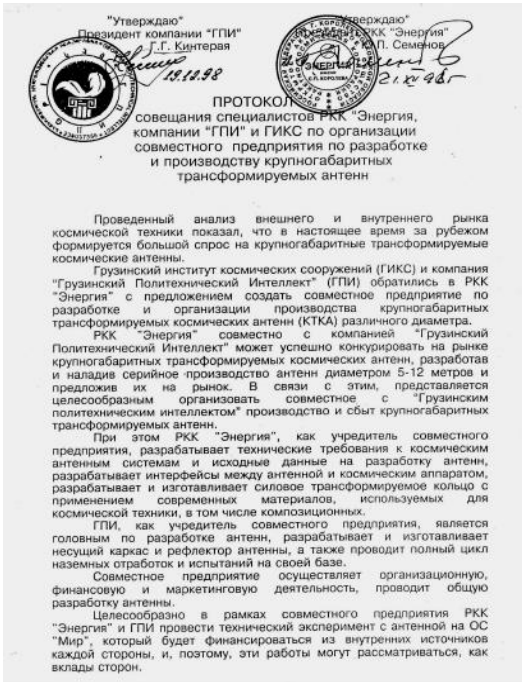 "Утверждаю"
Президент компании "ГПИ"
Г.Г. Кинтерая
19.12.98
"Утверждаю"
РКК "Энергия"
Ю.П. Семенов
ЭНЕРГИЯ
ИМЕНИ
С.П. КОРОЛЕВА
ПРОТОКОЛ
совещания специалистов РКК "Энергия,
компании "ГПИ" и ГИКС по организации
совместного предприятия по разработке
и производству крупногабаритных
трансформируемых антенн
Проведенный анализ внешнего и внутреннего рынка
космической техники показал, что в настоящее время за рубежом
формируется большой спрос на крупногабаритные трансформируемые
космические антенны.
Грузинский институт космических сооружений (ГИКС) и компания
"Грузинский Политехнический Интеллект" (ГПИ) обратились в РКК
"Энергия" с предложением создать совместное предприятие по
разработке и организации производства крупногабаритных
трансформируемых космических антенн (КТКА) различного диаметра.
РКК "Энергия" совместно с компанией "Грузинский
Политехнический Интеллект" может успешно конкурировать на рынке
крупногабаритных трансформируемых космических антенн, разработав
и наладив серийное производство антенн диаметром 5-12 метров и
предложив их на рынок. В связи с этим, представляется
целесообразным организовать совместное с "Грузинским
политехническим интеллектом" производство и сбыт крупногабаритных
трансформируемых антенн.
При этом РКК "Энергия", как учредитель совместного
предприятия, разрабатывает технические требования к космическим
антенным системам и исходные данные на разработку антенн,
разрабатывает интерфейсы между антенной и космическим аппаратом,
разрабатывает и изготавливает силовое трансформируемое кольцо с
применением современных материалов, используемых для
космической техники, в том числе композиционных.
ГПИ, как учредитель совместного предприятия, является
головным по разработке антенн, разрабатывает и изготавливает
несущий каркас и рефлектор антенны, а также проводит полный цикл
наземных отработок и испытаний на своей базе.
Совместное предприятие осуществляет организационную,
финансовую и маркетинговую деятельность, проводит общую
разработку антенны.
Целесообразно в рамках совместного предприятия РКК
"Энергия" и ГПИ провести технический эксперимент с антенной на ОС
"Мир", который будет финансироваться из внутренних источников
каждой стороны, и, поэтому, эти работы могут рассматриваться, как
вклады сторон.